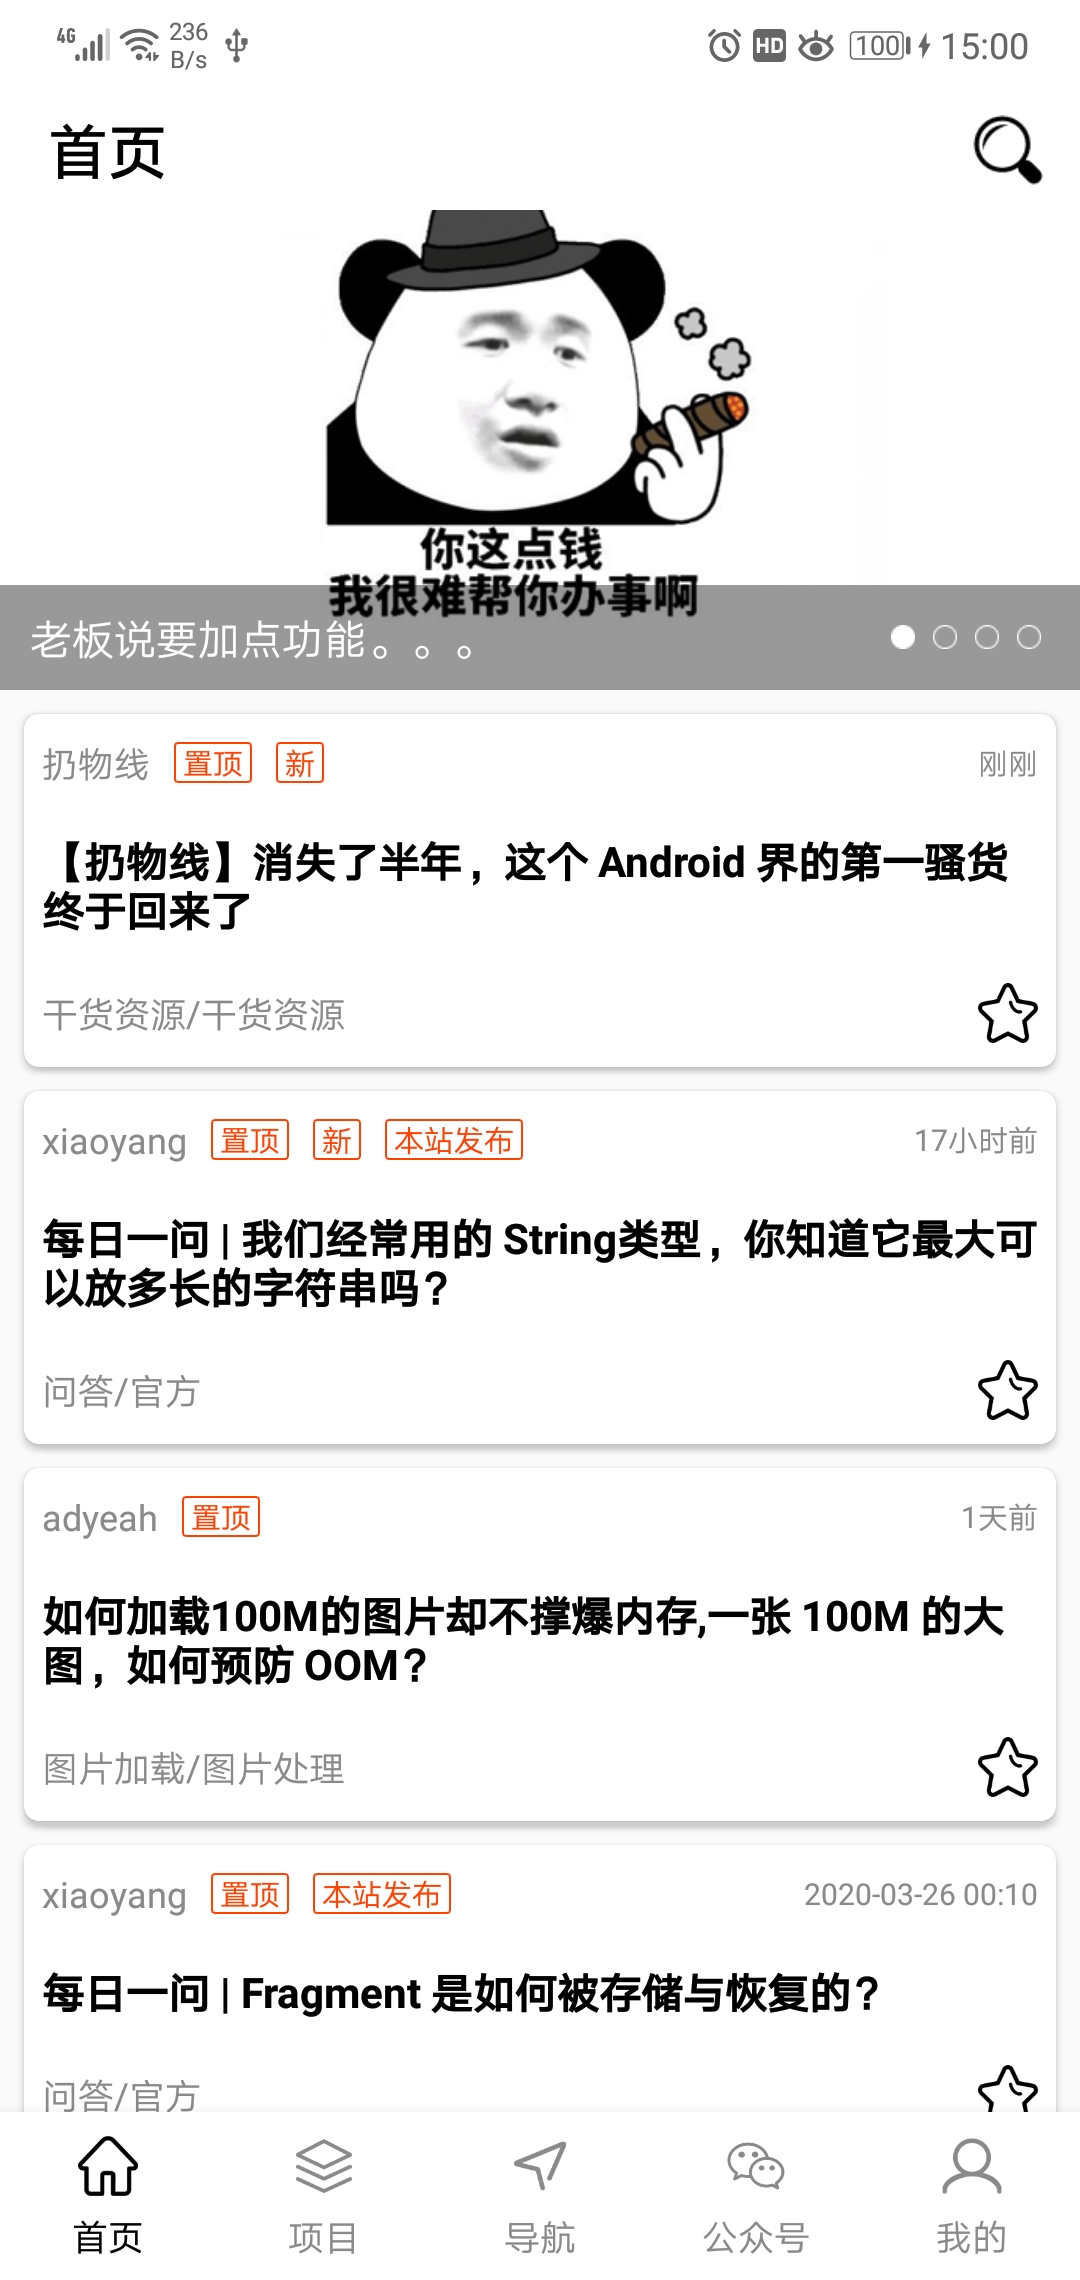 4G 236 B/s HD 100 15:00
首页
你这点钱
我很难帮你办事啊
老板说要加点功能。。。
扔物线 置顶 新 刚刚
【扔物线】消失了半年，这个 Android 界的第一骚货
终于回来了
干货资源/干货资源
xiaoyang 置顶 新 本站发布 17小时前
每日一问 | 我们经常用的 String类型，你知道它最大可
以放多长的字符串吗？
问答/官方
adyeah 置顶 1天前
如何加载100M的图片却不撑爆内存,一张 100M 的大
图，如何预防 OOM？
图片加载/图片处理
xiaoyang 置顶 本站发布 2020-03-26 00:10
每日一问 | Fragment 是如何被存储与恢复的？
问答/官方
首页 项目 导航 公众号 我的